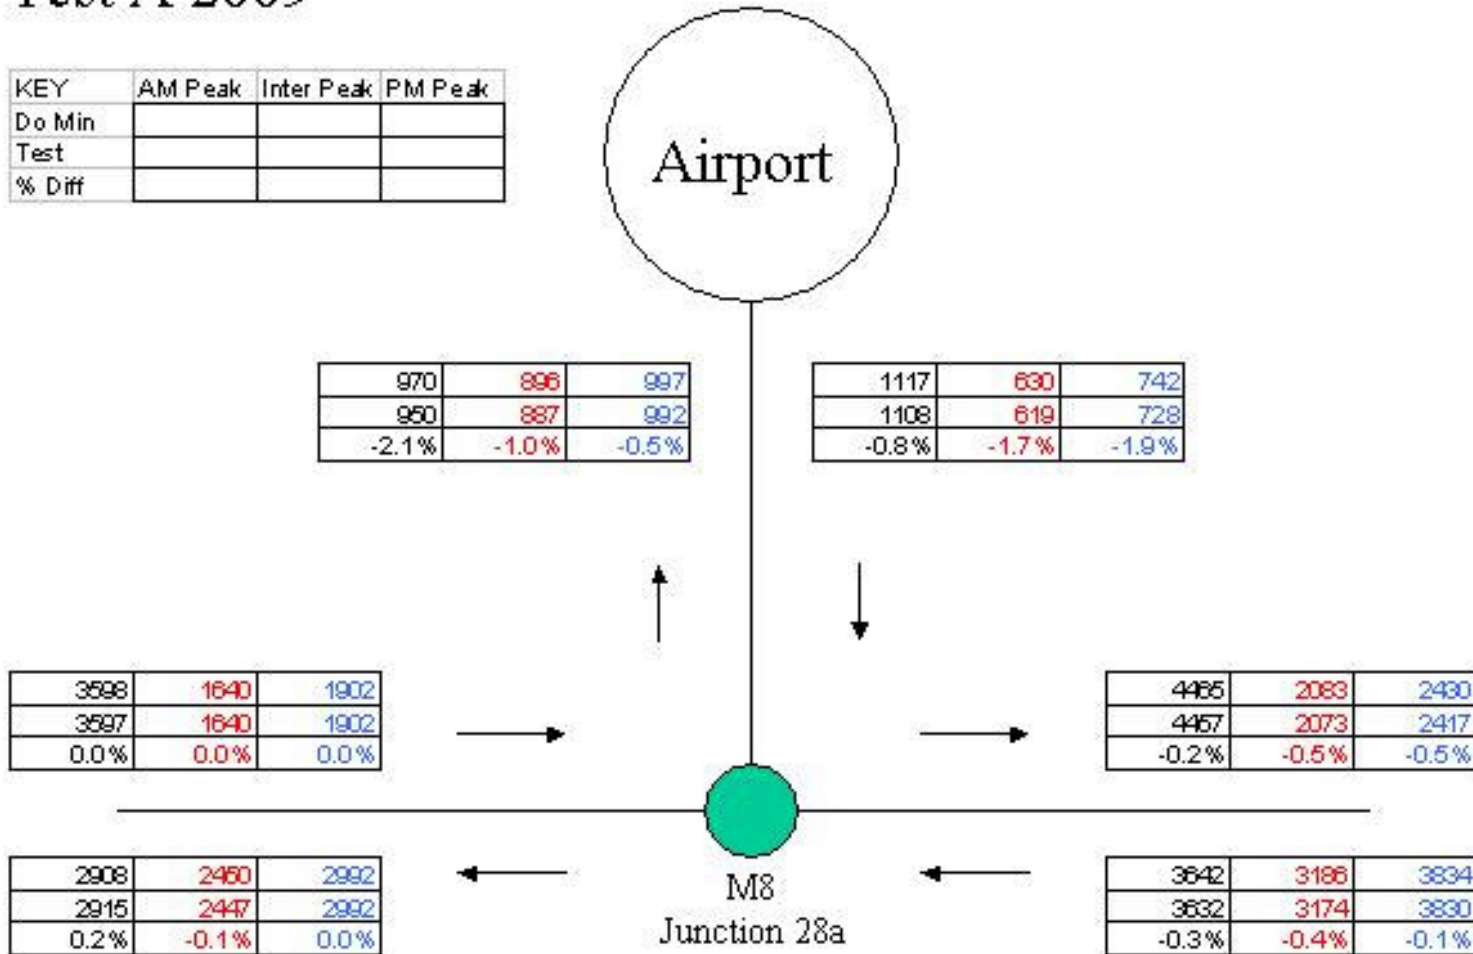 KEY AM Peak Inter Peak PM Peak
Do Min
Test
% Diff
Airport
970 896 997
950 887 992
-2.1% -1.0% -0.5%
1117 630 742
1108 619 728
-0.8% -1.7% -1.9%
3598 1640 1902
3597 1640 1902
0.0% 0.0% 0.0%
4465 2083 2430
4457 2073 2417
-0.2% -0.5% -0.5%
2908 2450 2992
2915 2447 2992
0.2% -0.1% 0.0%
M8
Junction 28a
3642 3186 3834
3632 3174 3830
-0.3% -0.4% -0.1%